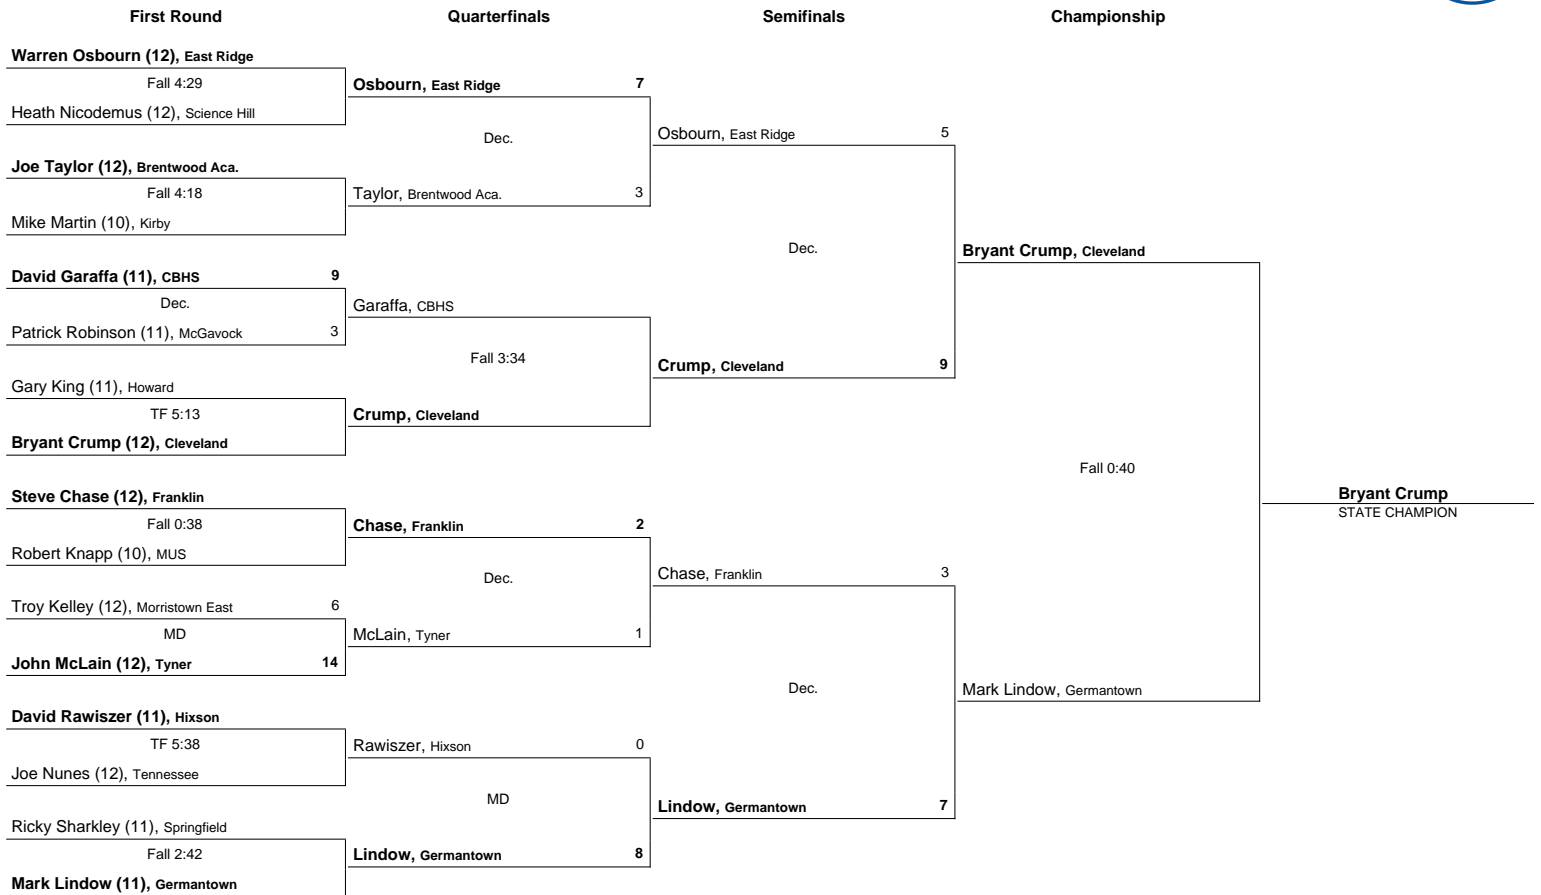 First Round Quarterfinals Semifinals Championship
Warren Osbourn (12), East Ridge
Fall 4:29
Heath Nicodemus (12), Science Hill
Joe Taylor (12), Brentwood Aca.
Fall 4:18
Mike Martin (10), Kirby
David Garaffa (11), CBHS 9
Dec.
Patrick Robinson (11), McGavock 3
Gary King (11), Howard
TF 5:13
Bryant Crump (12), Cleveland
Steve Chase (12), Franklin
Fall 0:38
Robert Knapp (10), MUS
Troy Kelley (12), Morristown East 6
MD
John McLain (12), Tyner 14
David Rawiszer (11), Hixson
TF 5:38
Joe Nunes (12), Tennessee
Ricky Sharkley (11), Springfield
Fall 2:42
Mark Lindow (11), Germantown
Osbourn, East Ridge 7
Dec.
Taylor, Brentwood Aca. 3
Garaffa, CBHS
Fall 3:34
Crump, Cleveland
Chase, Franklin 2
Dec.
McLain, Tyner 1
Rawiszer, Hixson 0
MD
Lindow, Germantown 8
Osbourn, East Ridge 5
Dec.
Crump, Cleveland 9
Chase, Franklin 3
Dec.
Lindow, Germantown 7
Bryant Crump, Cleveland
Fall 0:40
Mark Lindow, Germantown
Bryant Crump
STATE CHAMPION